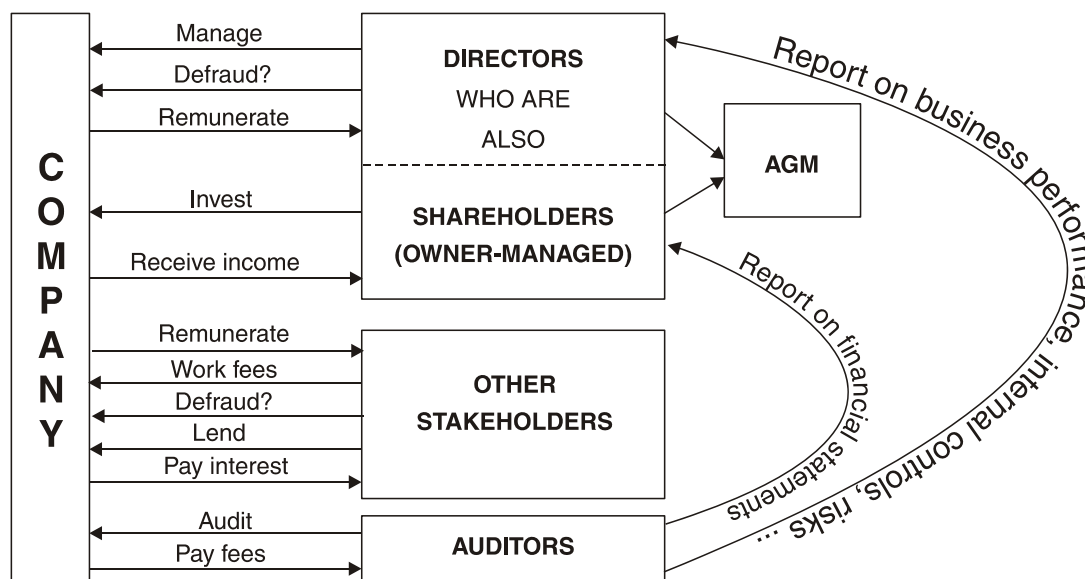 COMPANY
Manage
Defraud?
Remunerate
Invest
Receive income
Remunerate
Work fees
Defraud?
Lend
Pay interest
Audit
Pay fees
DIRECTORS
WHO ARE
ALSO
SHAREHOLDERS
(OWNER-MANAGED)
OTHER
STAKEHOLDERS
AUDITORS
AGM
Report on financial statements
Report on business performance, internal controls, risks, ...